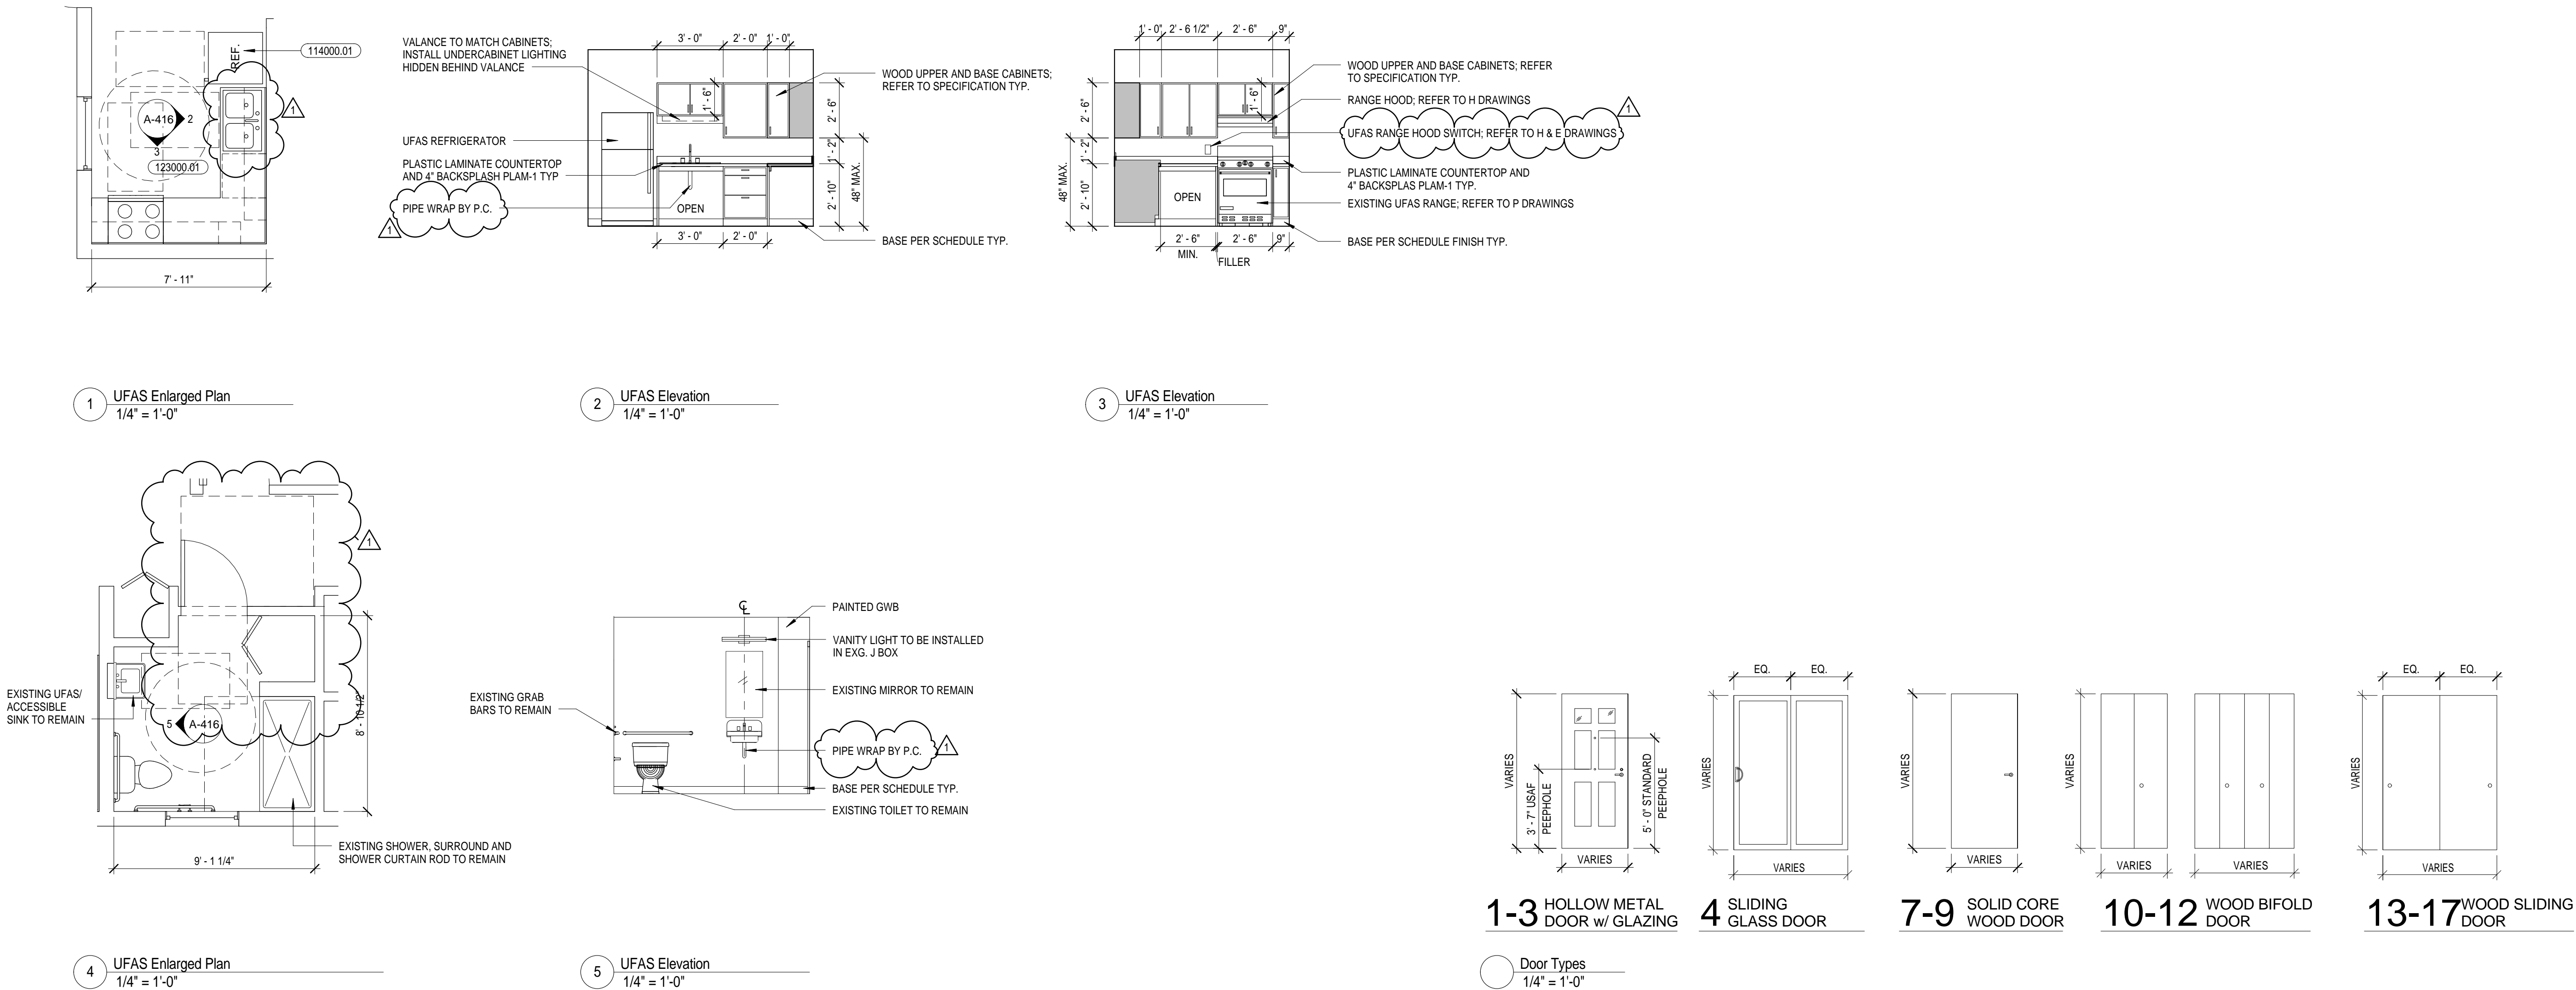 REF.
114000.01
1
A-416
2
3
123000.01
7' - 11"
1
UFAS Enlarged Plan
1/4" = 1'-0"
VALANCE TO MATCH CABINETS;
INSTALL UNDERCABINET LIGHTING
HIDDEN BEHIND VALANCE
UFAS REFRIGERATOR
PLASTIC LAMINATE COUNTERTOP
AND 4" BACKSPLASH PLAM-1 TYP
PIPE WRAP BY P.C.
1
3' - 0"
2' - 0"
1' - 0"
1' - 6"
OPEN
3' - 0"
2' - 0"
2' - 6"
1' - 2"
2' - 10"
48" MAX.
WOOD UPPER AND BASE CABINETS;
REFER TO SPECIFICATION TYP.
BASE PER SCHEDULE TYP.
2
UFAS Elevation
1/4" = 1'-0"
1' - 0"
2' - 6 1/2"
2' - 6"
9"
2' - 6"
1' - 2"
2' - 10"
48" MAX.
1' - 6"
OPEN
2' - 6"
MIN.
2' - 6"
9"
FILLER
WOOD UPPER AND BASE CABINETS; REFER
TO SPECIFICATION TYP.
RANGE HOOD; REFER TO H DRAWINGS
1
UFAS RANGE HOOD SWITCH; REFER TO H & E DRAWINGS
PLASTIC LAMINATE COUNTERTOP AND
4" BACKSPLAS PLAM-1 TYP.
EXISTING UFAS RANGE; REFER TO P DRAWINGS
BASE PER SCHEDULE FINISH TYP.
3
UFAS Elevation
1/4" = 1'-0"
1
EXISTING UFAS/
ACCESSIBLE
SINK TO REMAIN
5
A-416
8' - 10 1/2"
9' - 1 1/4"
EXISTING SHOWER, SURROUND AND
SHOWER CURTAIN ROD TO REMAIN
4
UFAS Enlarged Plan
1/4" = 1'-0"
CL
PAINTED GWB
VANITY LIGHT TO BE INSTALLED
IN EXG. J BOX
EXISTING GRAB
BARS TO REMAIN
EXISTING MIRROR TO REMAIN
PIPE WRAP BY P.C.
1
BASE PER SCHEDULE TYP.
EXISTING TOILET TO REMAIN
5
UFAS Elevation
1/4" = 1'-0"
VARIES
3' - 7" USAF
PEEPHOLE
5' - 0" STANDARD
PEEPHOLE
VARIES
1-3
HOLLOW METAL
DOOR w/ GLAZING
EQ.
EQ.
VARIES
VARIES
4
SLIDING
GLASS DOOR
VARIES
VARIES
7-9
SOLID CORE
WOOD DOOR
VARIES
VARIES
VARIES
10-12
WOOD BIFOLD
DOOR
EQ.
EQ.
VARIES
VARIES
13-17
WOOD SLIDING
DOOR
Door Types
1/4" = 1'-0"